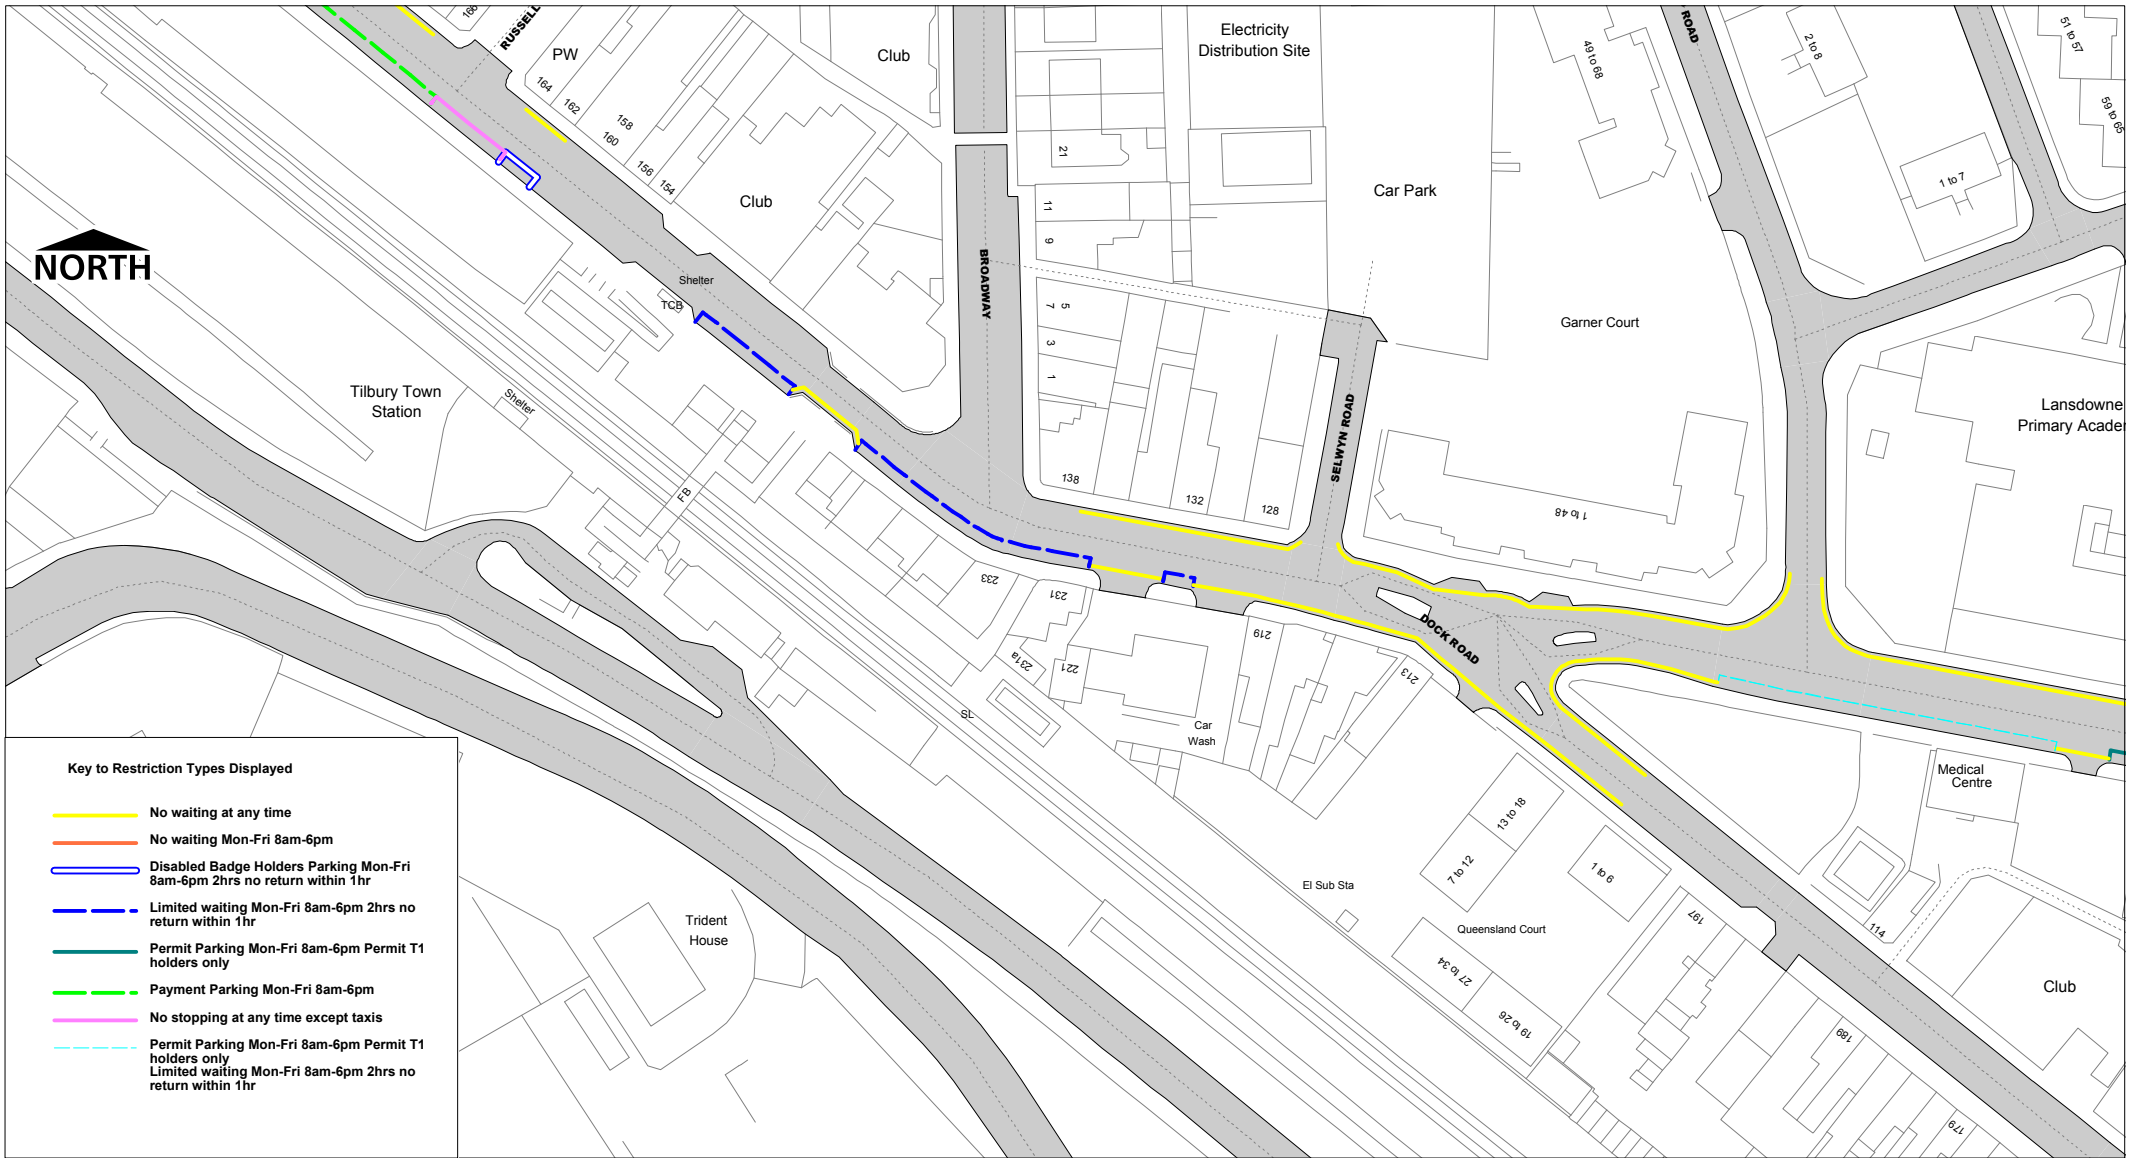 166
RUSSELL
PW
164
162
160
158
156
154
Club
Club
Electricity
Distribution Site
21
11
9
7
5
3
1
BROADWAY
Car Park
49 to 68
ROAD
2 to 8
51 to 57
59 to 65
1 to 7
NORTH
Shelter
TCB
Garner Court
Tilbury Town
Station
Shelter
FB
SELWYN ROAD
Lansdowne
Primary Acader
138
132
128
1 to 48
233
231
231a
221
219
213
DOCK ROAD
SL
Car
Wash
Medical
Centre
13 to 18
7 to 12
1 to 6
El Sub Sta
Queensland Court
27 to 34
19 to 26
197
114
Club
189
179
Trident
House
Key to Restriction Types Displayed
No waiting at any time
No waiting Mon-Fri 8am-6pm
Disabled Badge Holders Parking Mon-Fri
8am-6pm 2hrs no return within 1hr
Limited waiting Mon-Fri 8am-6pm 2hrs no
return within 1hr
Permit Parking Mon-Fri 8am-6pm Permit T1
holders only
Payment Parking Mon-Fri 8am-6pm
No stopping at any time except taxis
Permit Parking Mon-Fri 8am-6pm Permit T1
holders only
Limited waiting Mon-Fri 8am-6pm 2hrs no
return within 1hr